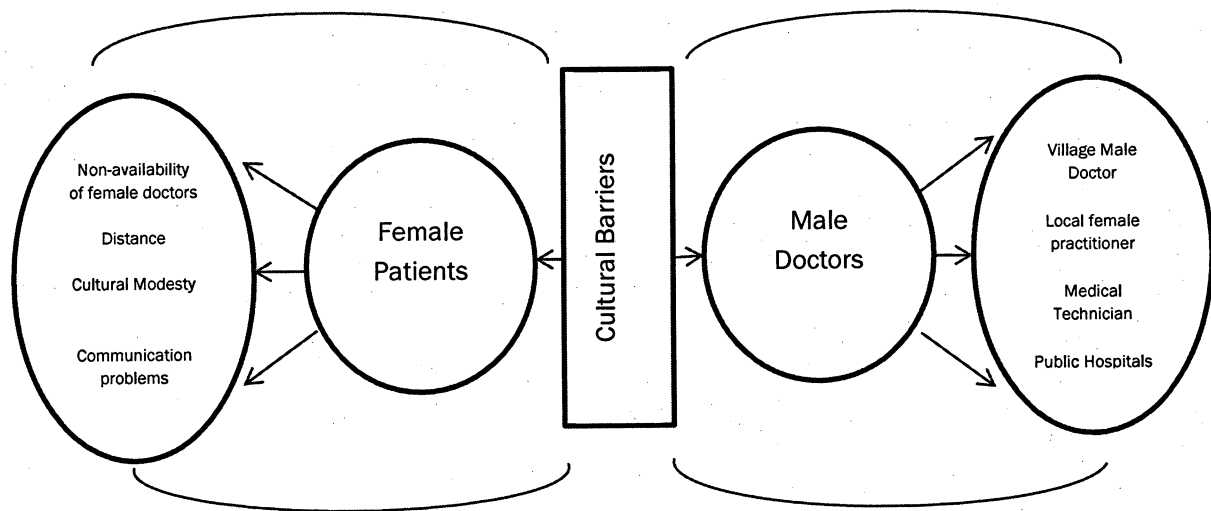 Non-availability
of female doctors
Distance
Cultural Modesty
Communication
problems
Female
Patients
Cultural Barriers
Male
Doctors
Village Male
Doctor
Local female
practitioner
Medical
Technician
Public Hospitals